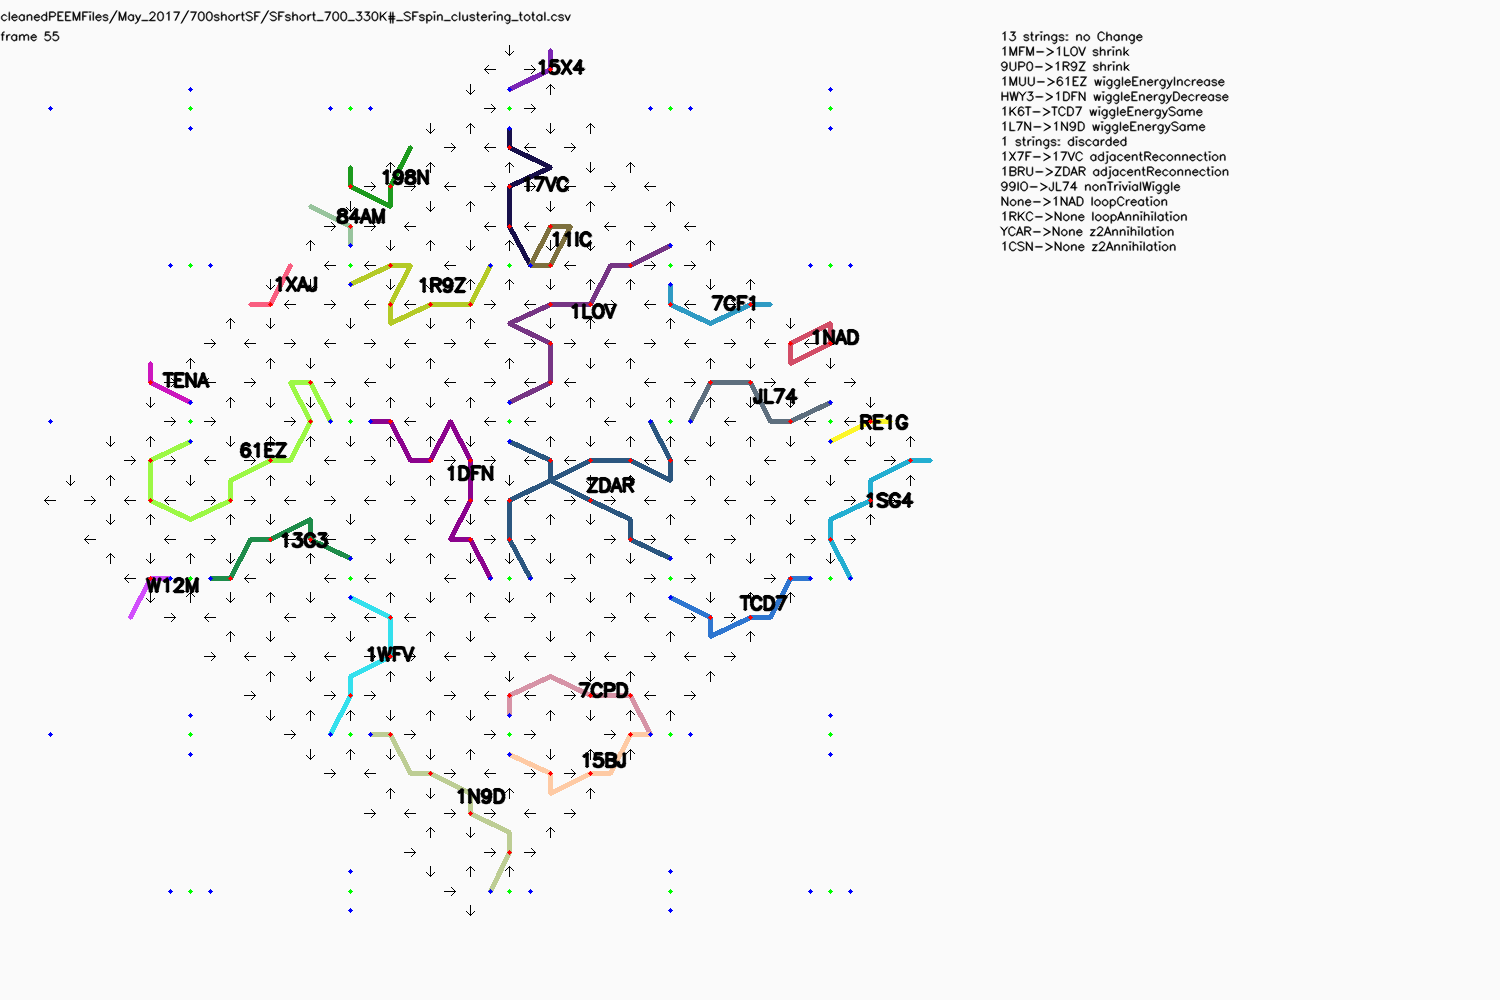 cleanedPEEMFiles/May_2017/700shortSF/SFshort_700_330K#_SFspin_clustering_total.csv
frame 55
13 strings: no Change
1MFM->1LOV shrink
9UP0->1R9Z shrink
1MUU->61EZ wiggleEnergyIncrease
HWY3->1DFN wiggleEnergyDecrease
1K6T->TCD7 wiggleEnergySame
1L7N->1N9D wiggleEnergySame
1 strings: discarded
1X7F->17VC adjacentReconnection
1BRU->ZDAR adjacentReconnection
99IO->JL74 nonTrivialWiggle
None->1NAD loopCreation
1RKC->None loopAnnihilation
YCAR->None z2Annihilation
1CSN->None z2Annihilation
15X4
198N
17VC
84AM
11IC
1XAJ
1R9Z
7CF1
1LOV
1NAD
TENA
JL74
RE1G
61EZ
1DFN
ZDAR
1SG4
13G3
W12M
TCD7
1WFV
7CPD
15BJ
1N9D